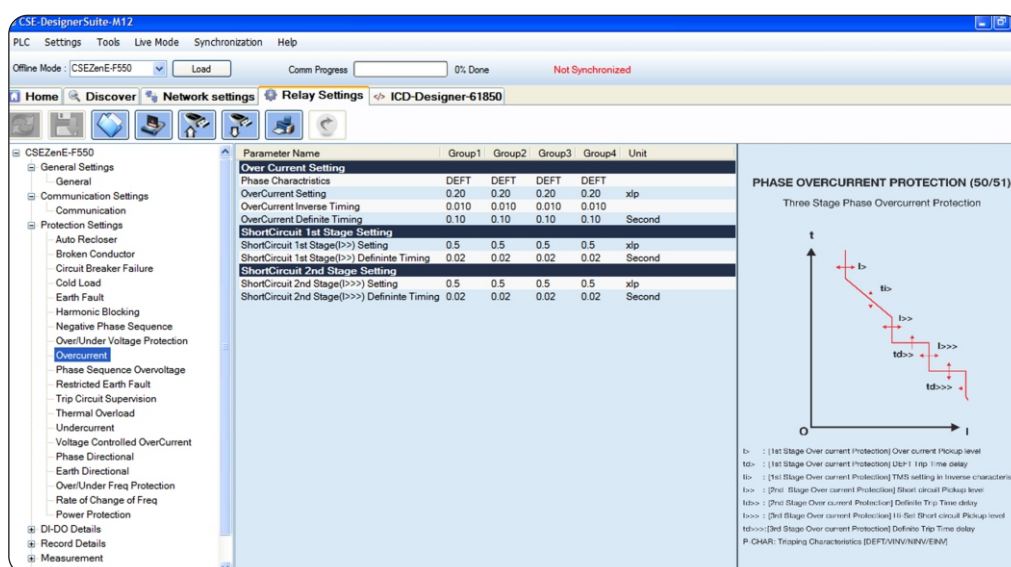 CSE-DesignerSuite-M12
PLC Settings Tools Live Mode Synchronization Help
Offline Mode : CSEZenE-F550 Load Comm Progress 0% Done Not Synchronized
Home Discover Network settings Relay Settings ICD-Designer-61850
CSEZenE-F550
General Settings
General
Communication Settings
Communication
Protection Settings
Auto Recloser
Broken Conductor
Circuit Breaker Failure
Cold Load
Earth Fault
Harmonic Blocking
Negative Phase Sequence
Over/Under Voltage Protection
Overcurrent
Phase Sequence Overvoltage
Restricted Earth Fault
Trip Circuit Supervision
Thermal Overload
Undercurrent
Voltage Controlled OverCurrent
Phase Directional
Earth Directional
Over/Under Freq Protection
Rate of Change of Freq
Power Protection
DI-DO Details
Record Details
Measurement
Parameter Name Group1 Group2 Group3 Group4 Unit
Over Current Setting
Phase Charactristics DEFT DEFT DEFT DEFT
OverCurrent Setting 0.20 0.20 0.20 0.20 xIp
OverCurrent Inverse Timing 0.010 0.010 0.010 0.010
OverCurrent Definite Timing 0.10 0.10 0.10 0.10 Second
ShortCircuit 1st Stage Setting
ShortCircuit 1st Stage(I>>) Setting 0.5 0.5 0.5 0.5 xIp
ShortCircuit 1st Stage(I>>) Defininte Timing 0.02 0.02 0.02 0.02 Second
ShortCircuit 2nd Stage Setting
ShortCircuit 2nd Stage(I>>>) Setting 0.5 0.5 0.5 0.5 xIp
ShortCircuit 2nd Stage(I>>>) Defininte Timing 0.02 0.02 0.02 0.02 Second
PHASE OVERCURRENT PROTECTION (50/51)
Three Stage Phase Overcurrent Protection
t
I>
ti>
I>>
td>>
I>>>
td>>>
O
I
I> : [1st Stage Over current Protection] Over current Pickup level
td> : [1st Stage Over current Protection] DEFT Trip Time delay
ti> : [1st Stage Over current Protection] TMS setting in Inverse characteris
I>> : [2nd Stage Over current Protection] Short circuit Pickup level
td>> : [2nd Stage Over current Protection] Definite Trip Time delay
I>>> : [3rd Stage Over current Protection] Hi-Set Short circuit Pickup level
td>>>:[3rd Stage Over current Protection] Definite Trip Time delay
P-CHAR: Tripping Characteristics [DEFT/VINV/NINV/EINV]